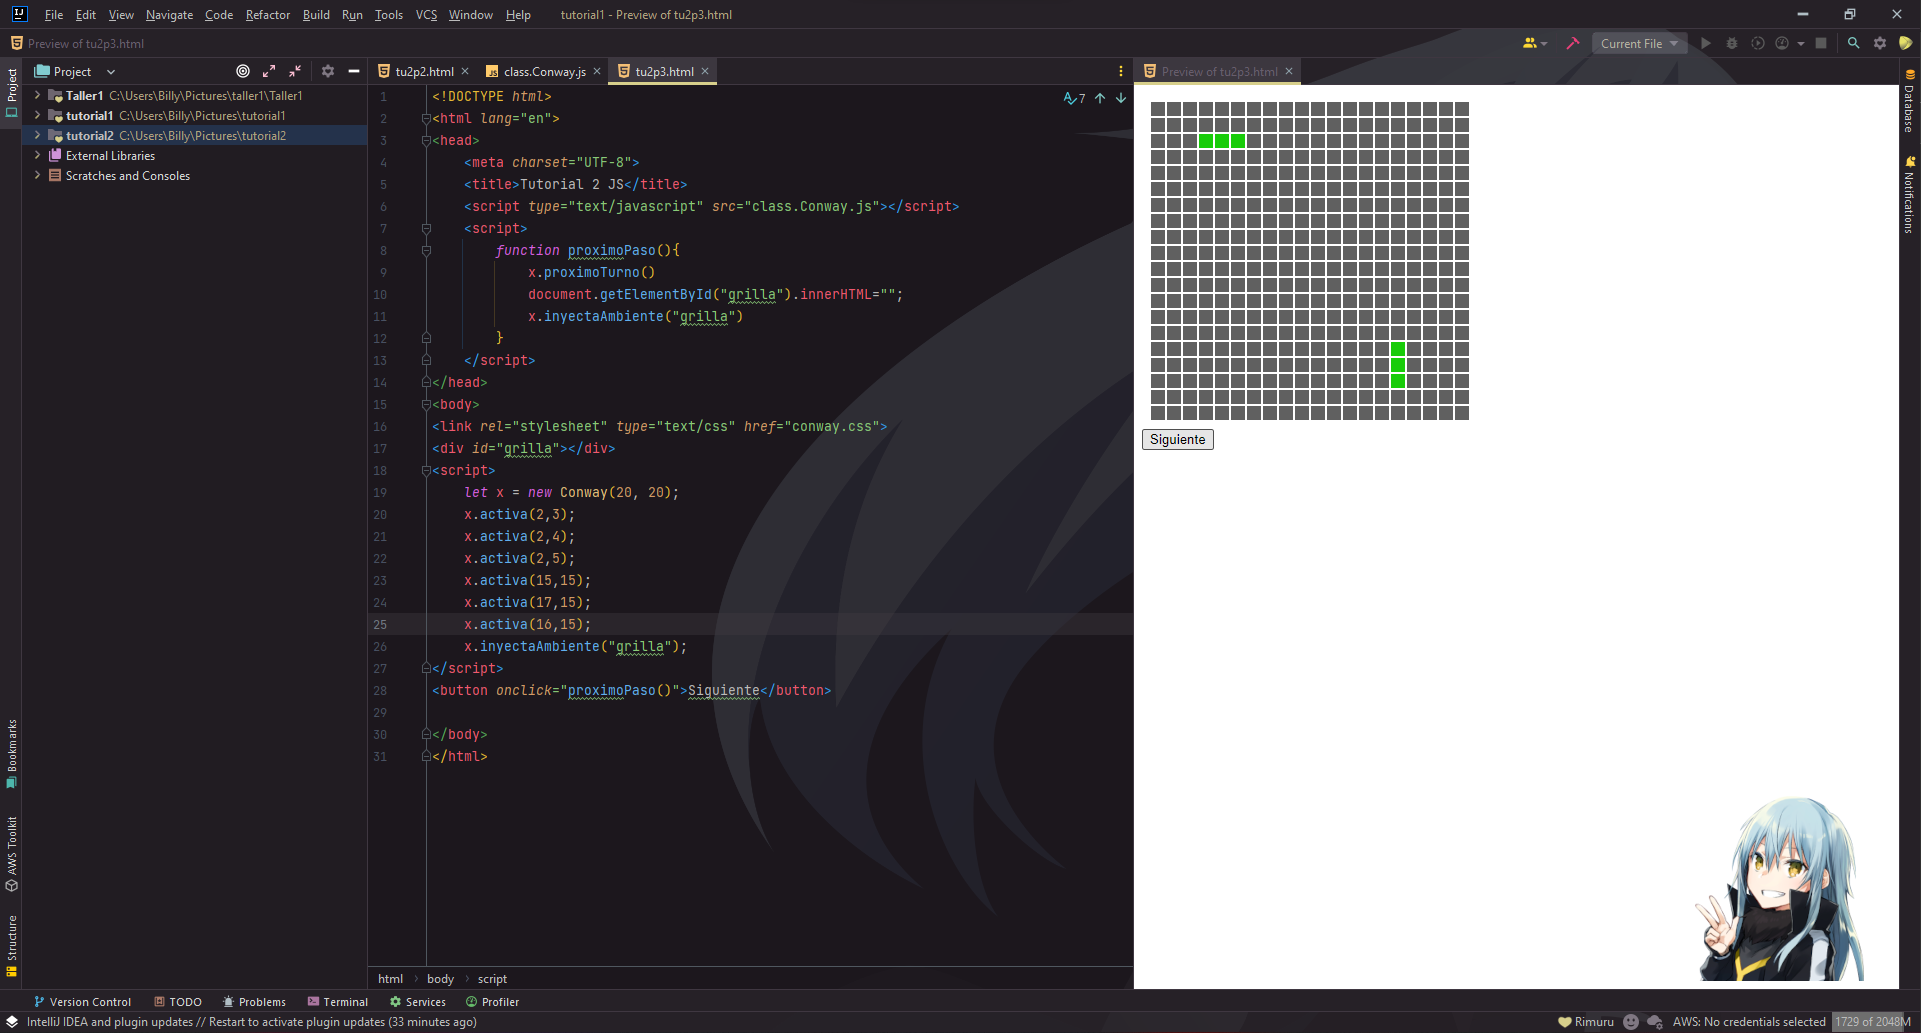 File Edit View Navigate Code Refactor Build Run Tools VCS Window Help tutorial1 - Preview of tu2p3.html
Preview of tu2p3.html
Current File
Project
tu2p2.html
class.Conway.js
tu2p3.html
Preview of tu2p3.html
Project
Taller1 C:\Users\Billy\Pictures\taller1\Taller1
tutorial1 C:\Users\Billy\Pictures\tutorial1
tutorial2 C:\Users\Billy\Pictures\tutorial2
External Libraries
Scratches and Consoles
7
1 <!DOCTYPE html>
2 <html lang="en">
3 <head>
4 <meta charset="UTF-8">
5 <title>Tutorial 2 JS</title>
6 <script type="text/javascript" src="class.Conway.js"></script>
7 <script>
8 function proximoPaso(){
9 x.proximoTurno()
10 document.getElementById("grilla").innerHTML="";
11 x.inyectaAmbiente("grilla")
12 }
13 </script>
14 </head>
15 <body>
16 <link rel="stylesheet" type="text/css" href="conway.css">
17 <div id="grilla"></div>
18 <script>
19 let x = new Conway(20, 20);
20 x.activa(2,3);
21 x.activa(2,4);
22 x.activa(2,5);
23 x.activa(15,15);
24 x.activa(17,15);
25 x.activa(16,15);
26 x.inyectaAmbiente("grilla");
27 </script>
28 <button onclick="proximoPaso()">Siguiente</button>
29
30 </body>
31 </html>
Siguiente
Database
Notifications
Bookmarks
AWS Toolkit
Structure
html body script
Version Control TODO Problems Terminal Services Profiler
IntelliJ IDEA and plugin updates // Restart to activate plugin updates (33 minutes ago)
Rimuru AWS: No credentials selected 1729 of 2048M